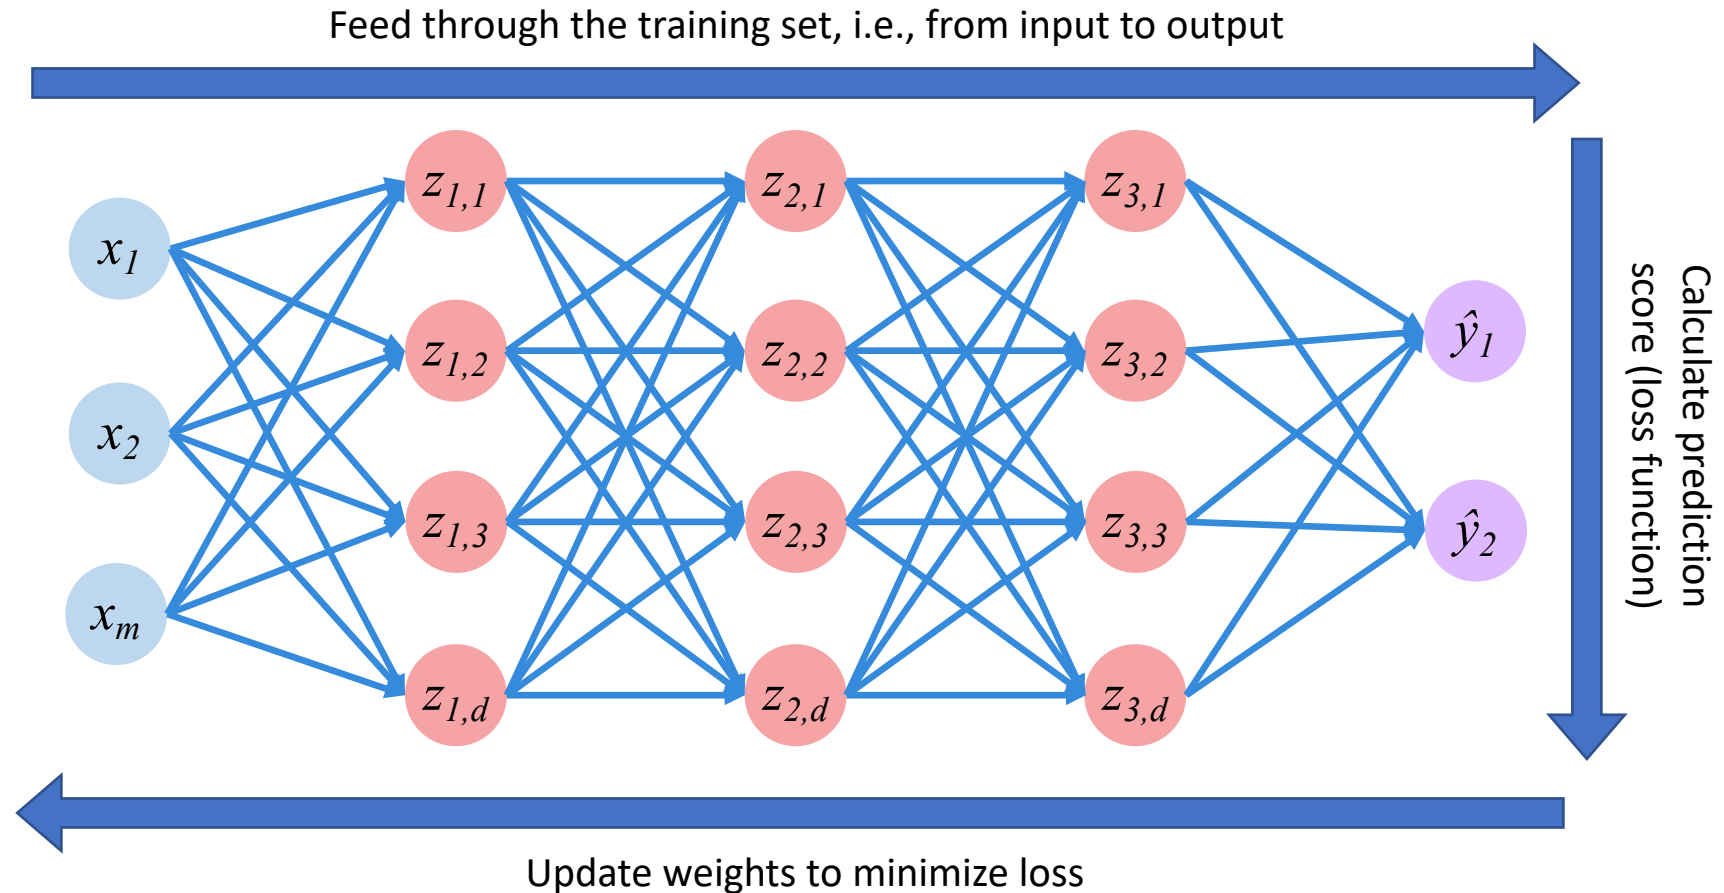 Feed through the training set, i.e., from input to output
x1
x2
xm
z1,1
z1,2
z1,3
z1,d
z2,1
z2,2
z2,3
z2,d
z3,1
z3,2
z3,3
z3,d
ŷ1
ŷ2
Calculate prediction
score (loss function)
Update weights to minimize loss